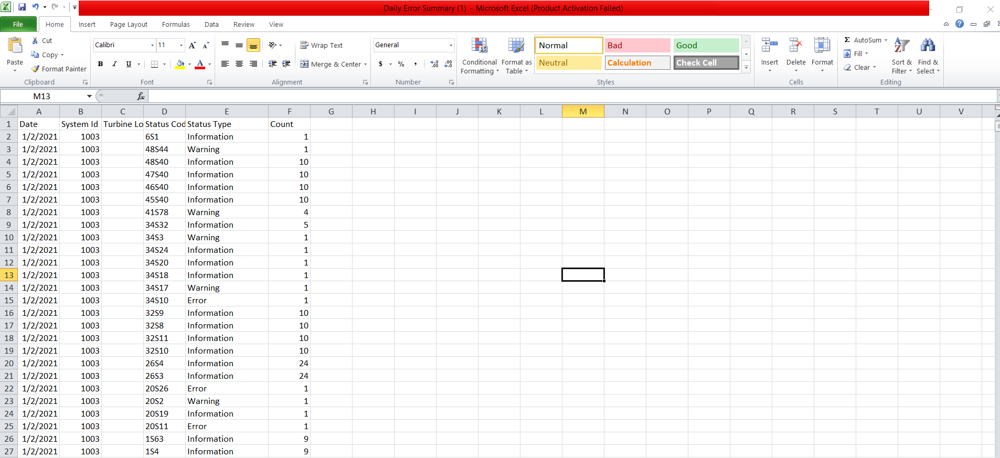 Daily Error Summary (1) - Microsoft Excel (Product Activation Failed)
File Home Insert Page Layout Formulas Data Review View
Paste Cut Copy Format Painter Clipboard
Calibri 11 B I U A Font
Wrap Text Merge & Center Alignment
General $ % , Number
Conditional Formatting Format as Table
Normal Bad Good
Neutral Calculation Check Cell
Styles
Insert Delete Format Cells
Σ AutoSum Fill Clear Sort & Filter Find & Select Editing
M13 fx
A B C D E F G H I J K L M N O P Q R S T U V
1 Date System Id Turbine Lo Status Cod Status Type Count
2 1/2/2021 1003 6S1 Information 1
3 1/2/2021 1003 48S44 Warning 1
4 1/2/2021 1003 48S40 Information 10
5 1/2/2021 1003 47S40 Information 10
6 1/2/2021 1003 46S40 Information 10
7 1/2/2021 1003 45S40 Information 10
8 1/2/2021 1003 41S78 Warning 4
9 1/2/2021 1003 34S32 Information 5
10 1/2/2021 1003 34S3 Warning 1
11 1/2/2021 1003 34S24 Information 1
12 1/2/2021 1003 34S20 Information 1
13 1/2/2021 1003 34S18 Information 1
14 1/2/2021 1003 34S17 Warning 1
15 1/2/2021 1003 34S10 Error 1
16 1/2/2021 1003 32S9 Information 10
17 1/2/2021 1003 32S8 Information 10
18 1/2/2021 1003 32S11 Information 10
19 1/2/2021 1003 32S10 Information 10
20 1/2/2021 1003 26S4 Information 24
21 1/2/2021 1003 26S3 Information 24
22 1/2/2021 1003 20S26 Error 1
23 1/2/2021 1003 20S2 Warning 1
24 1/2/2021 1003 20S19 Information 1
25 1/2/2021 1003 20S11 Error 1
26 1/2/2021 1003 1S63 Information 9
27 1/2/2021 1003 1S4 Information 9